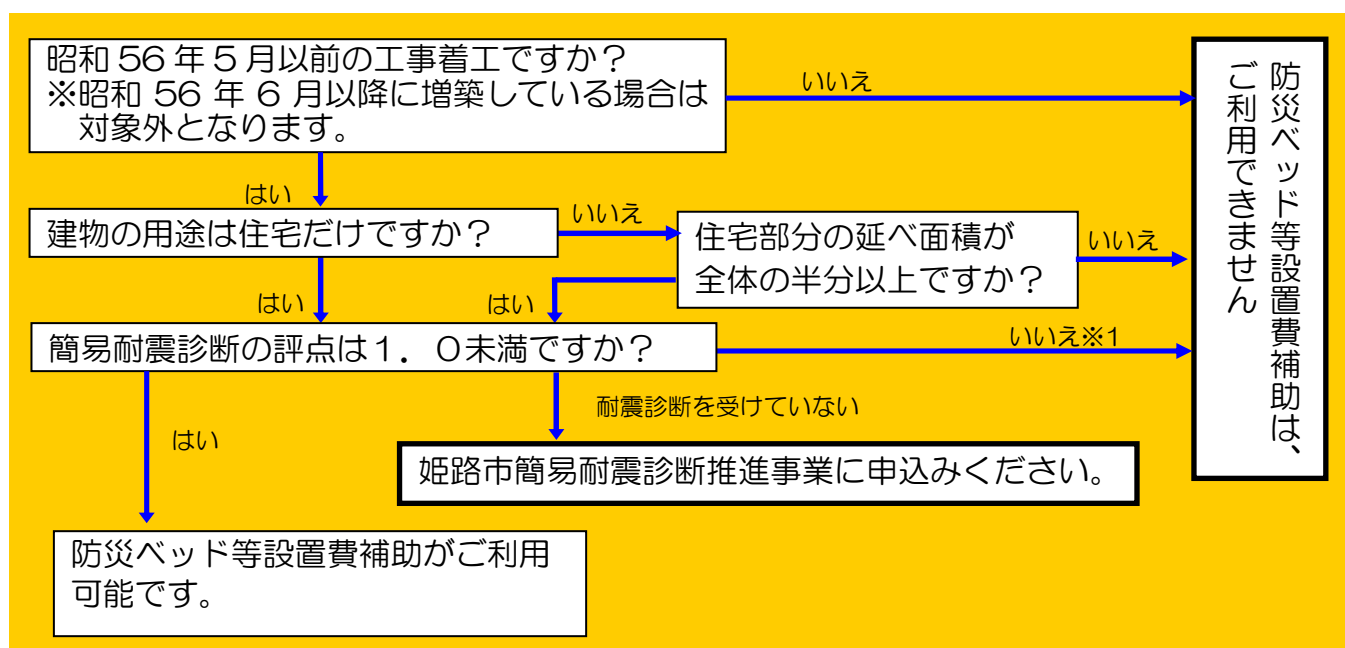 昭和56年5月以前の工事着工ですか？
※昭和 56 年 6 月以降に増築している場合は
対象外となります。
いいえ
はい
建物の用途は住宅だけですか？
いいえ
住宅部分の延べ面積が
全体の半分以上ですか？
いいえ
はい
はい
簡易耐震診断の評点は１．０未満ですか？
いいえ※1
耐震診断を受けていない
はい
姫路市簡易耐震診断推進事業に申込みください。
防災ベッド等設置費補助がご利用
可能です。
防災ベッド等設置費補助は、
ご利用できません